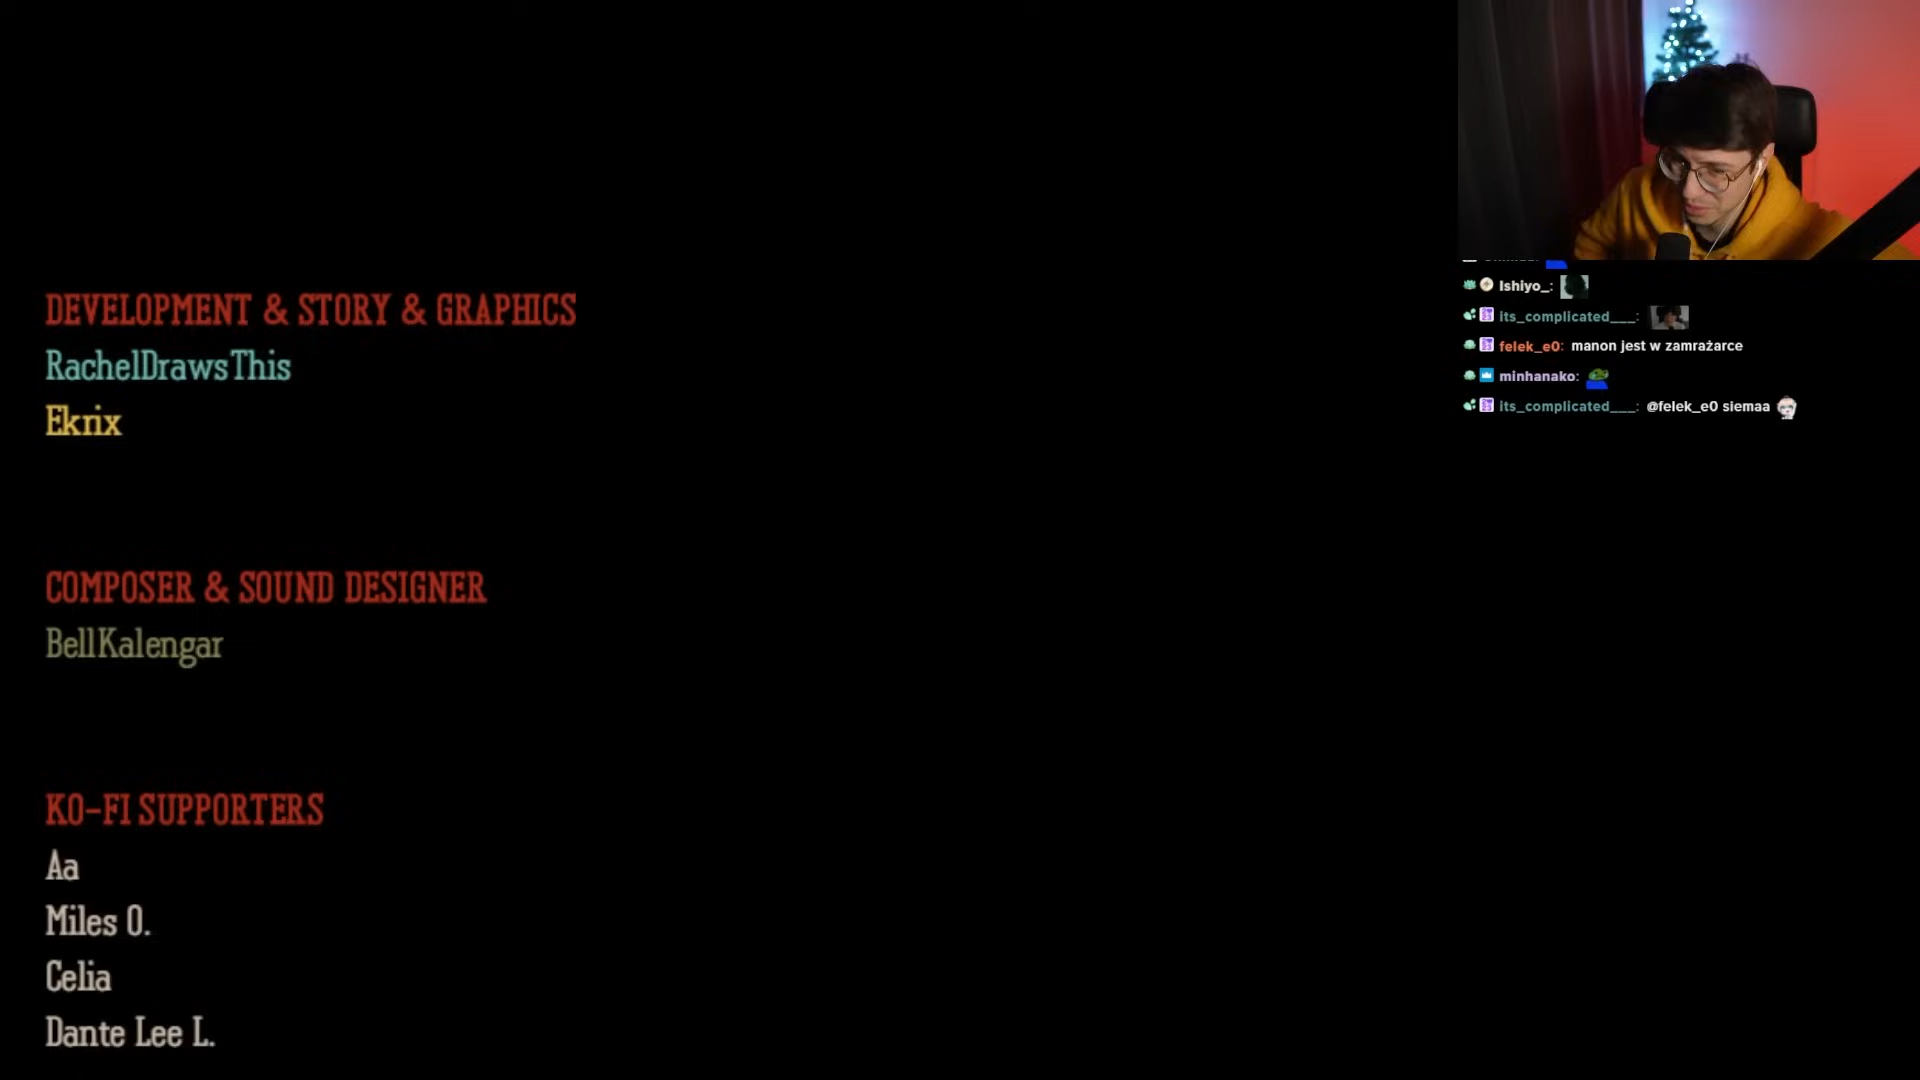 DEVELOPMENT & STORY & GRAPHICS
RachelDrawsThis
Ekrix
COMPOSER & SOUND DESIGNER
BellKalengar
KO-FI SUPPORTERS
Aa
Miles O.
Celia
Dante Lee L.
Ishiyo_:
its_complicated___:
felek_e0: manon jest w zamrażarce
minhanako:
its_complicated___: @felek_e0 siemaa